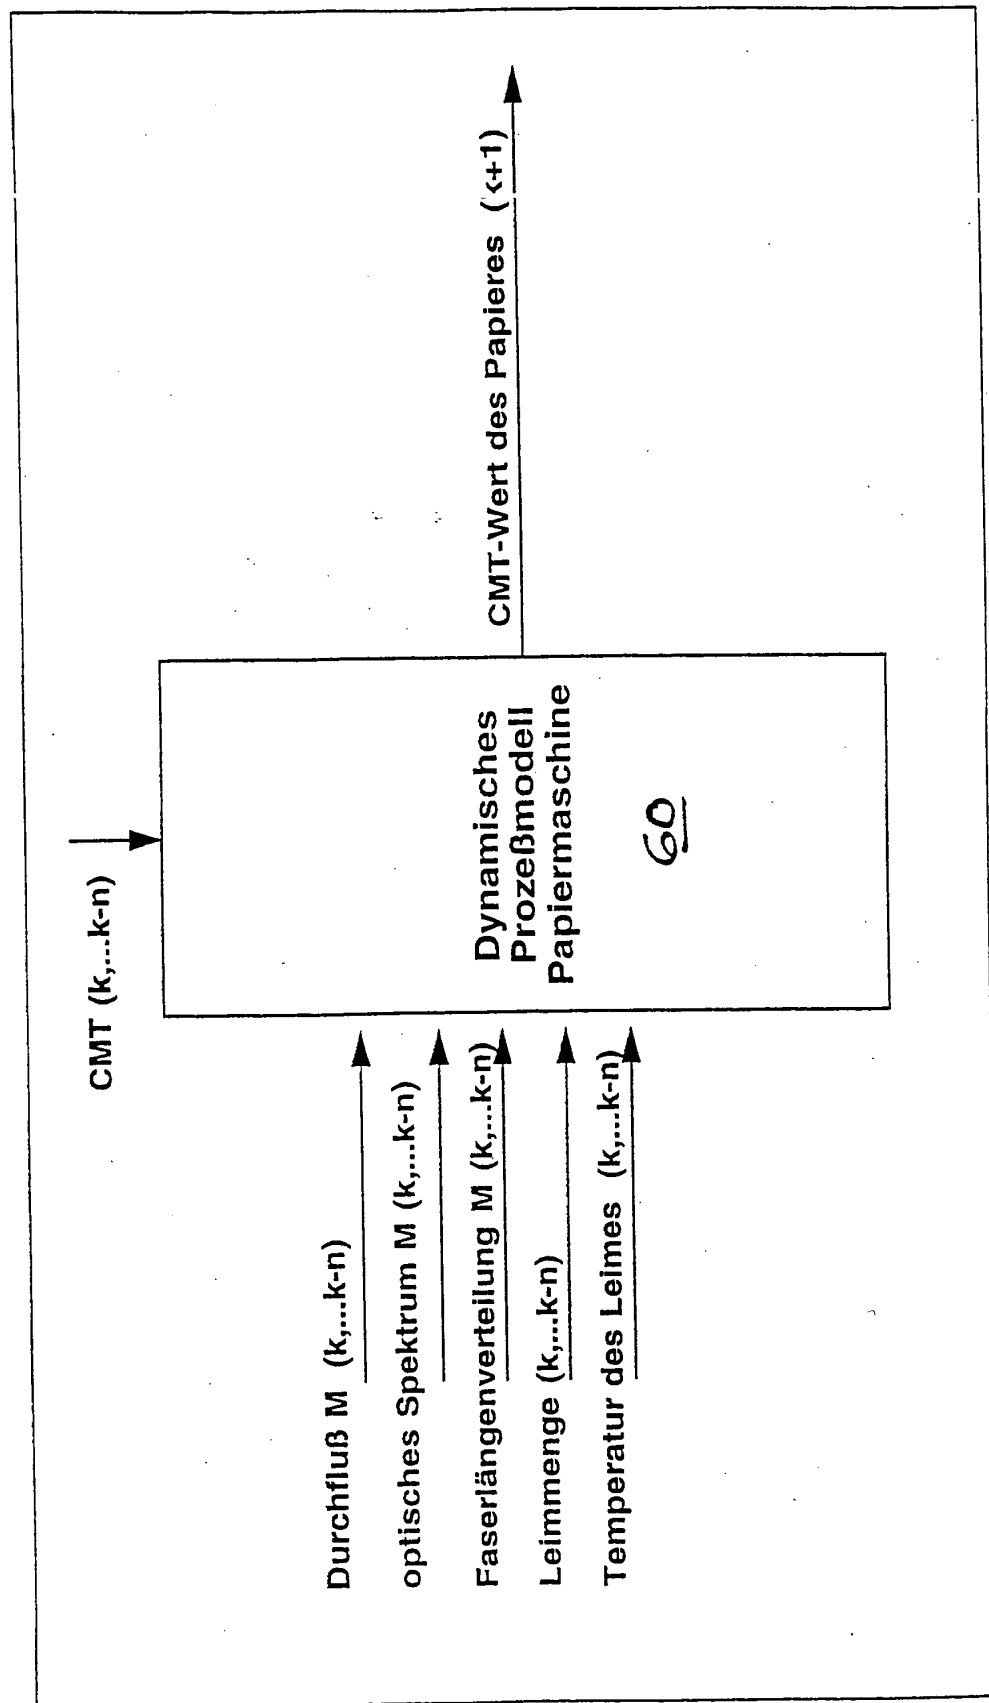 CMT (k,...k-n)
Durchfluß M (k,...k-n)
optisches Spektrum M (k,...k-n)
Faserlängenverteilung M (k,...k-n)
Leimmenge (k,...k-n)
Temperatur des Leimes (k,...k-n)
Dynamisches
Prozeßmodell
Papiermaschine
60
CMT-Wert des Papieres (k+1)